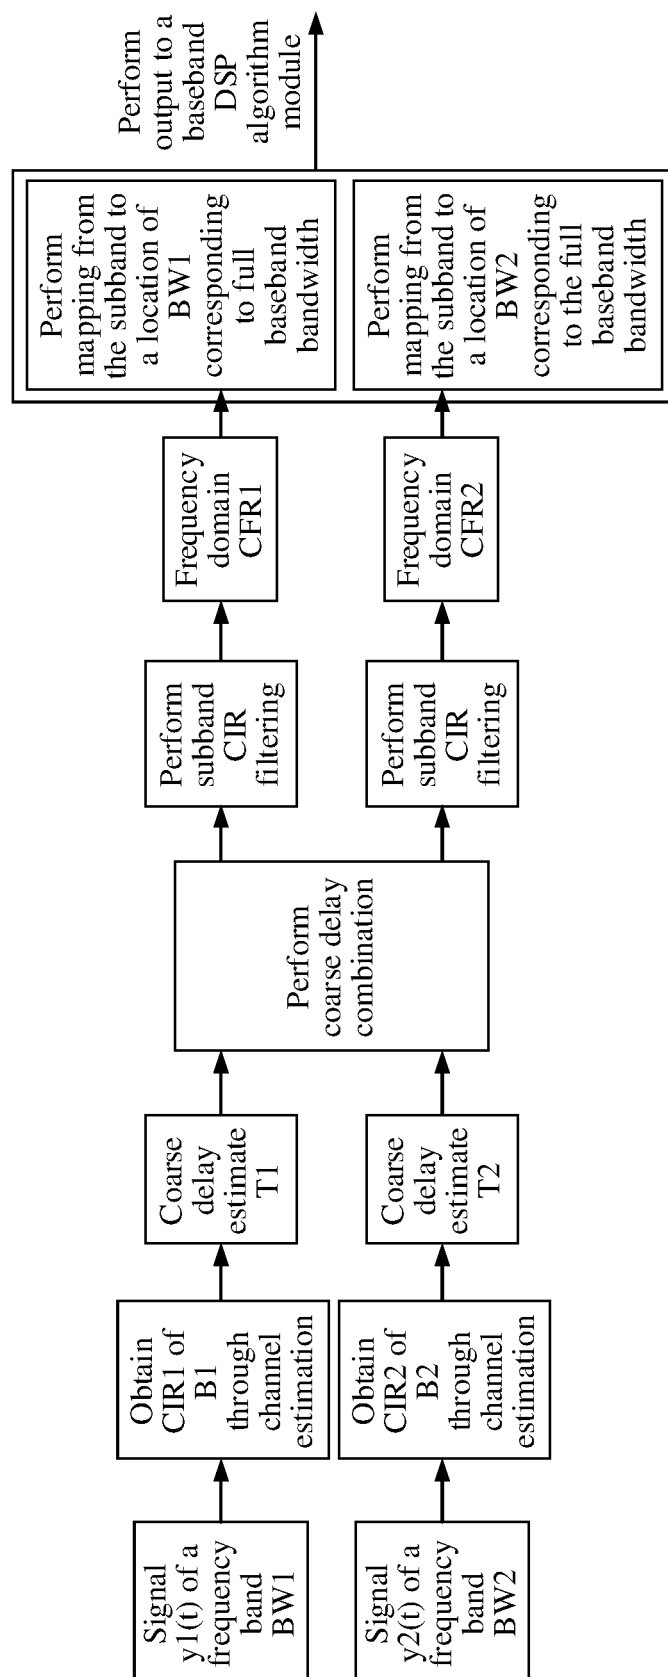 Signal
y1(t) of a
frequency
band
BW1
Obtain
CIR1 of
B1
through
channel
estimation
Coarse
delay
estimate
T1
Signal
y2(t) of a
frequency
band
BW2
Obtain
CIR2 of
B2
through
channel
estimation
Coarse
delay
estimate
T2
Perform
coarse delay
combination
Perform
subband
CIR
filtering
Frequency
domain
CFR1
Perform
mapping from
the subband to
a location of
BW1
corresponding
to full
baseband
bandwidth
Perform
subband
CIR
filtering
Frequency
domain
CFR2
Perform
mapping from
the subband to
a location of
BW2
corresponding
to the full
baseband
bandwidth
Perform
output to a
baseband
DSP
algorithm
module